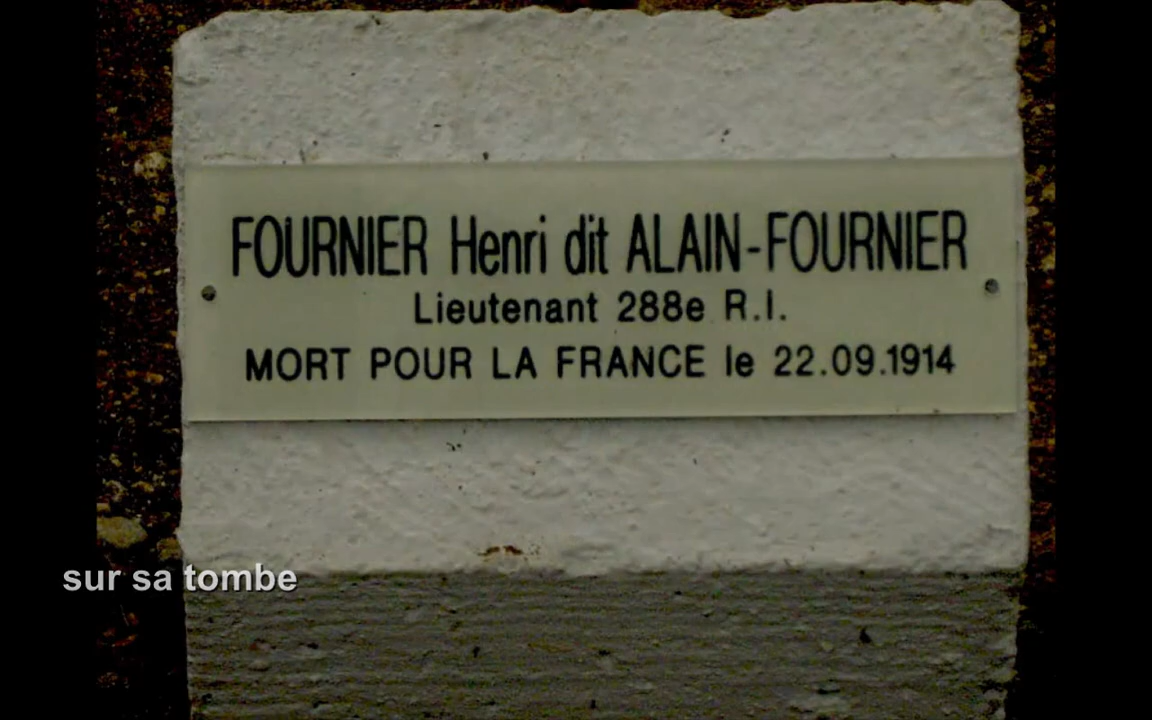 FOURNIER Henri dit ALAIN-FOURNIER
Lieutenant 288e R.I.
MORT POUR LA FRANCE le 22.09.1914
sur sa tombe